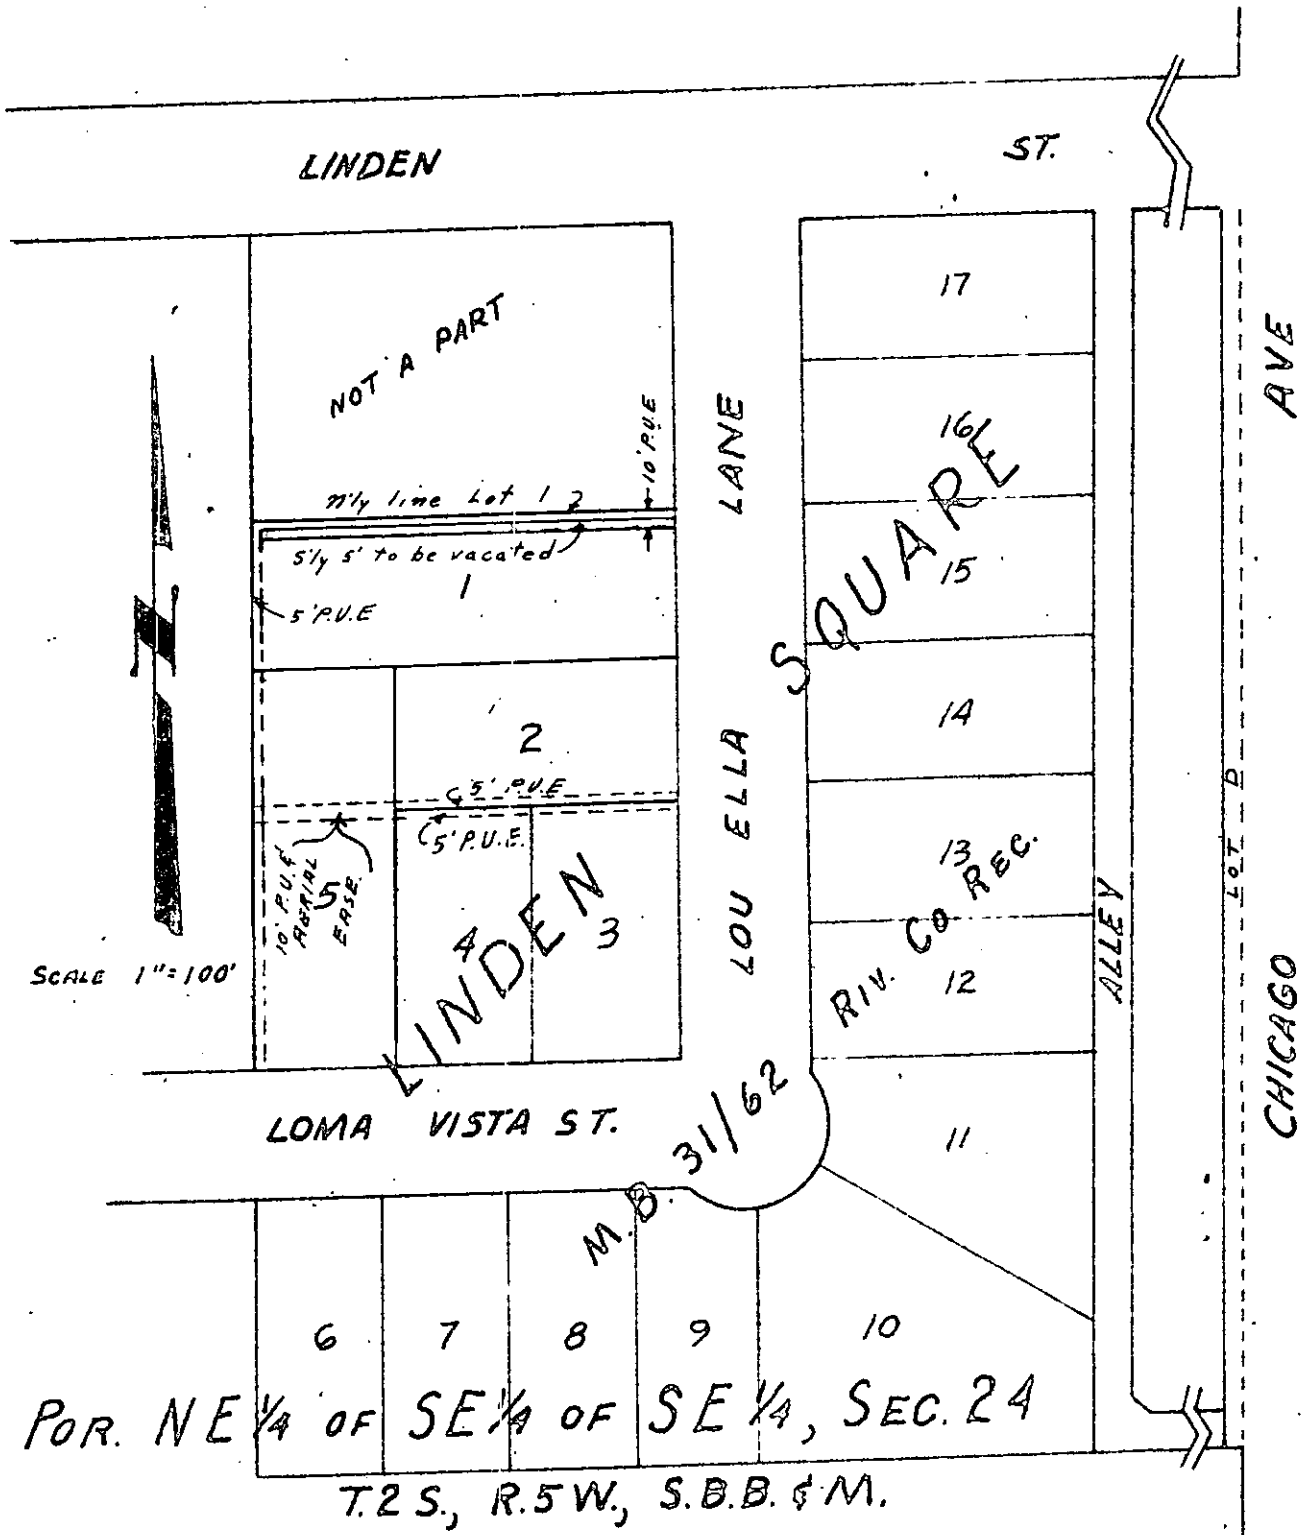 LINDEN ST.
NOT A PART
10' P.U.E
N'ly line Lot 1
S'ly 5' to be vacated
1
5' P.U.E
2
5' P.U.E
5' P.U.E.
10' P.U. &
AERIAL
EASE.
5
4
3
LINDEN SQUARE
M.B. 31/62 RIV. CO REC.
LOU ELLA LANE
17
16
15
14
13
12
11
10
9
8
7
6
ALLEY
LOT D
CHICAGO AVE
SCALE 1"=100'
LOMA VISTA ST.
POR. NE 1/4 OF SE 1/4 OF SE 1/4, SEC. 24
T.2 S., R.5 W., S.B.B. & M.